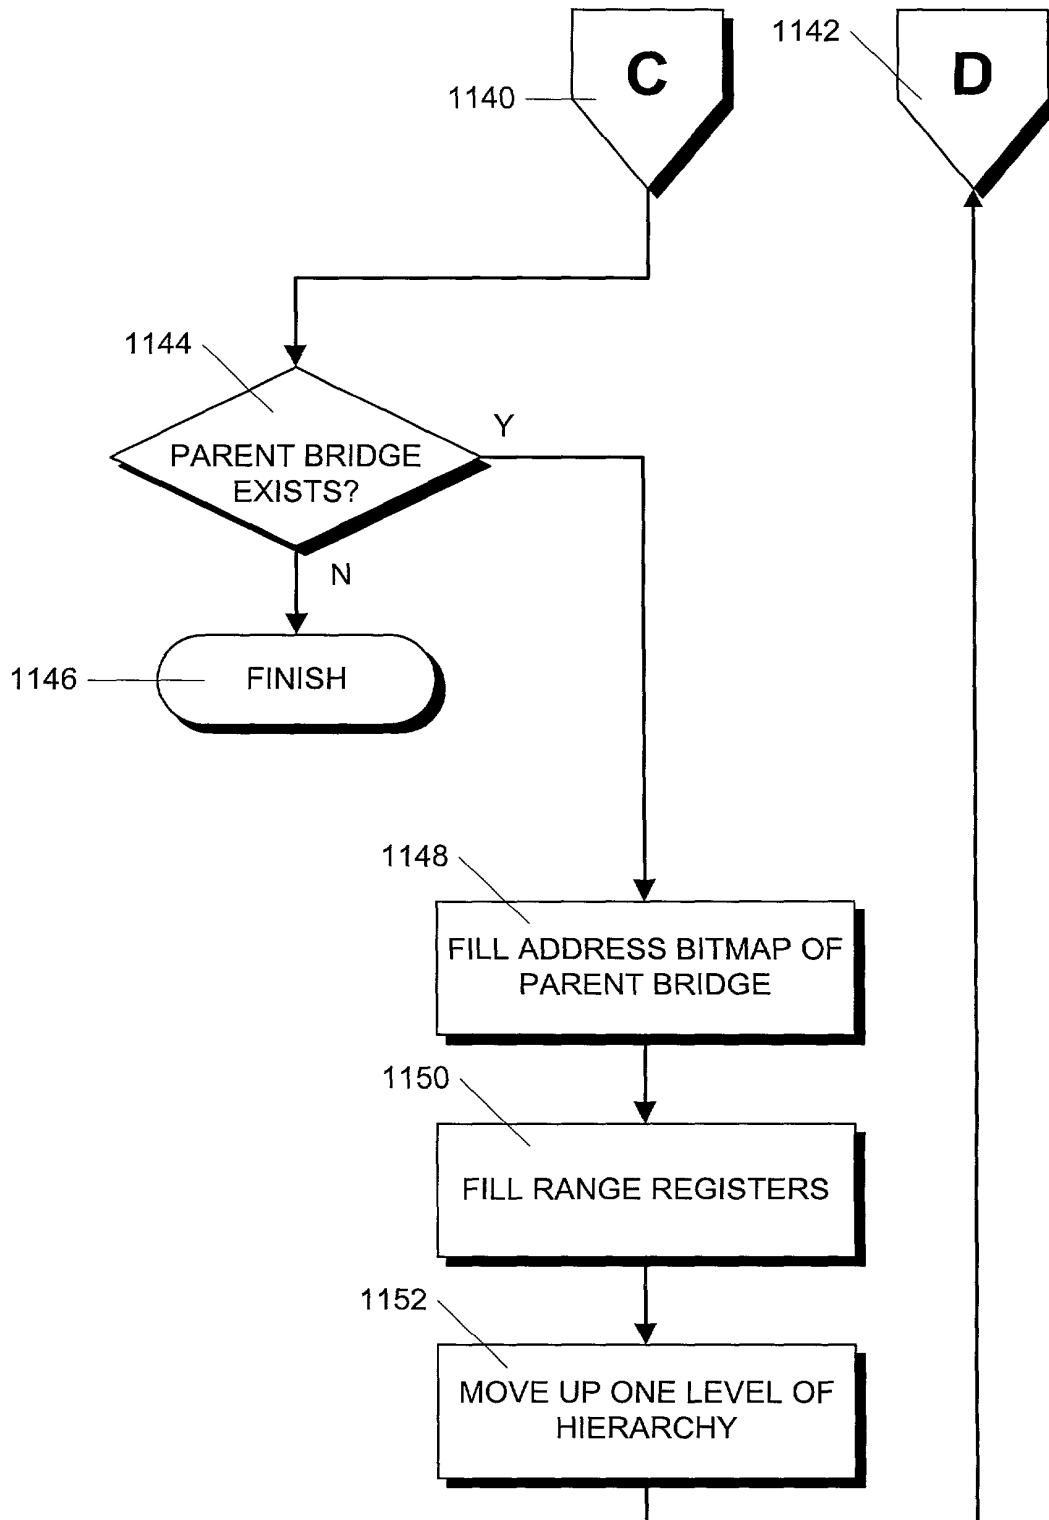 C
D
1142
1140
1144
Y
PARENT BRIDGE
EXISTS?
N
1146
FINISH
1148
FILL ADDRESS BITMAP OF
PARENT BRIDGE
1150
FILL RANGE REGISTERS
1152
MOVE UP ONE LEVEL OF
HIERARCHY